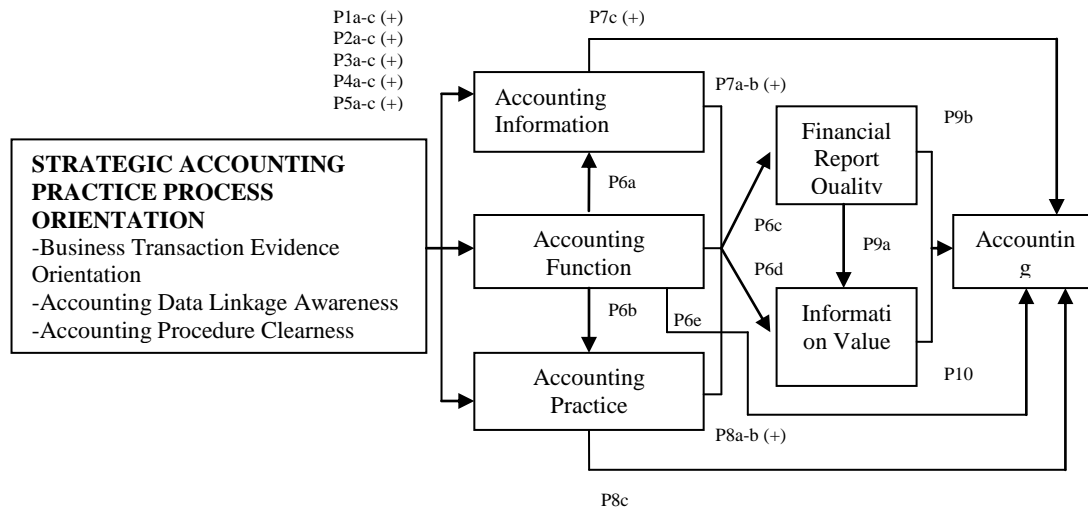 P1a-c (+)
P2a-c (+)
P3a-c (+)
P4a-c (+)
P5a-c (+)
P7c (+)
Accounting
Information
P7a-b (+)
Financial
Report
Quality
P9b
STRATEGIC ACCOUNTING
PRACTICE PROCESS
ORIENTATION
-Business Transaction Evidence
Orientation
-Accounting Data Linkage Awareness
-Accounting Procedure Clearness
P6a
Accounting
Function
P6c
P9a
Accountin
g
P6d
P6b
P6e
Informati
on Value
Accounting
Practice
P10
P8a-b (+)
P8c